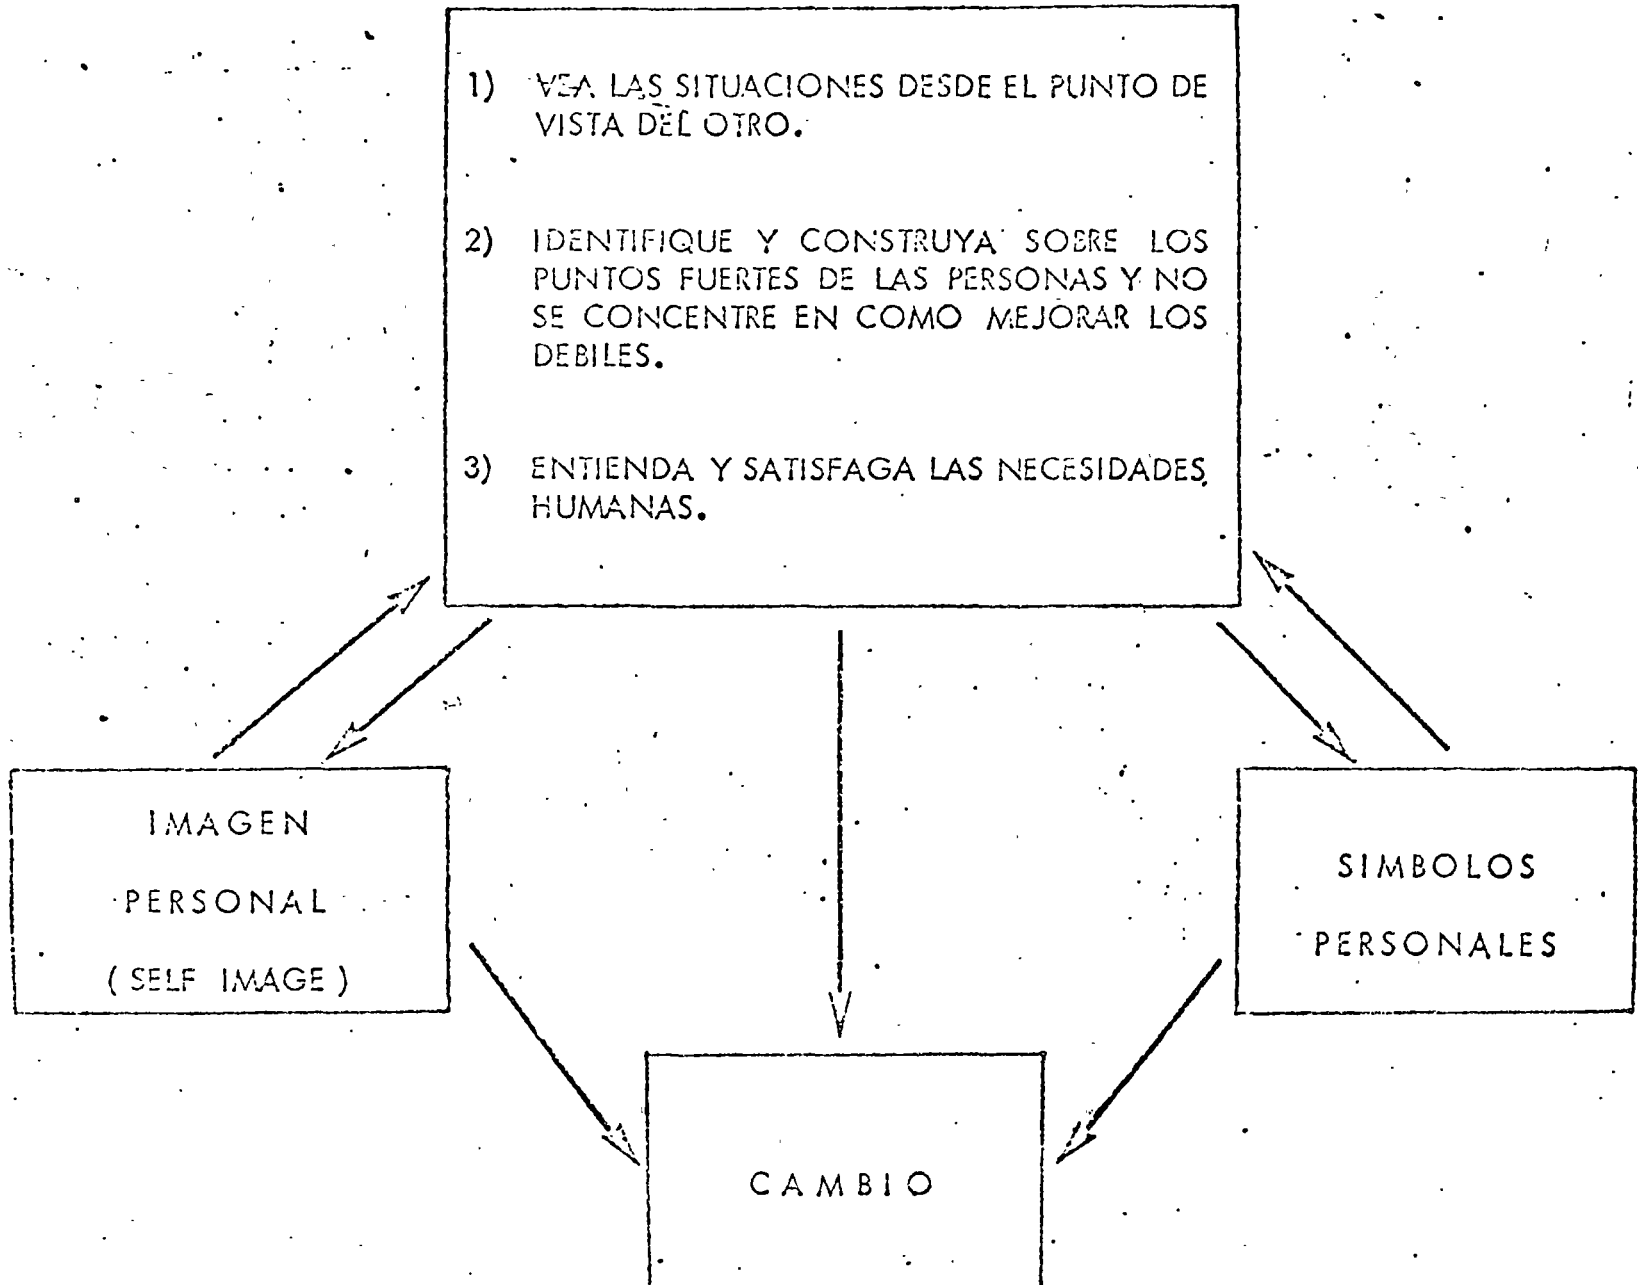 1) VEA LAS SITUACIONES DESDE EL PUNTO DE
VISTA DEL OTRO.
2) IDENTIFIQUE Y CONSTRUYA SOBRE LOS
PUNTOS FUERTES DE LAS PERSONAS Y NO
SE CONCENTRE EN COMO MEJORAR LOS
DEBILES.
3) ENTIENDA Y SATISFAGA LAS NECESIDADES
HUMANAS.
IMAGEN
PERSONAL
( SELF IMAGE )
SIMBOLOS
PERSONALES
CAMBIO